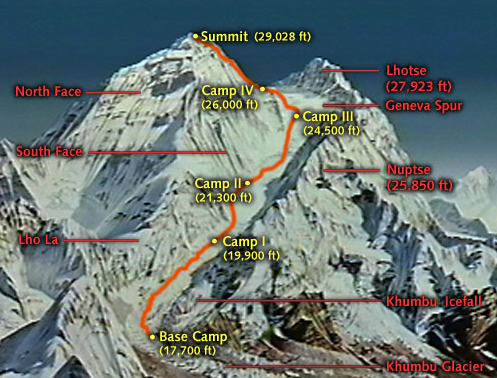 Summit (29,028 ft)
Lhotse
(27,923 ft)
North Face
Camp IV
(26,000 ft)
Geneva Spur
Camp III
(24,500 ft)
South Face
Nuptse
(25,850 ft)
Camp II
(21,300 ft)
Lho La
Camp I
(19,900 ft)
Khumbu Icefall
Base Camp
(17,700 ft)
Khumbu Glacier